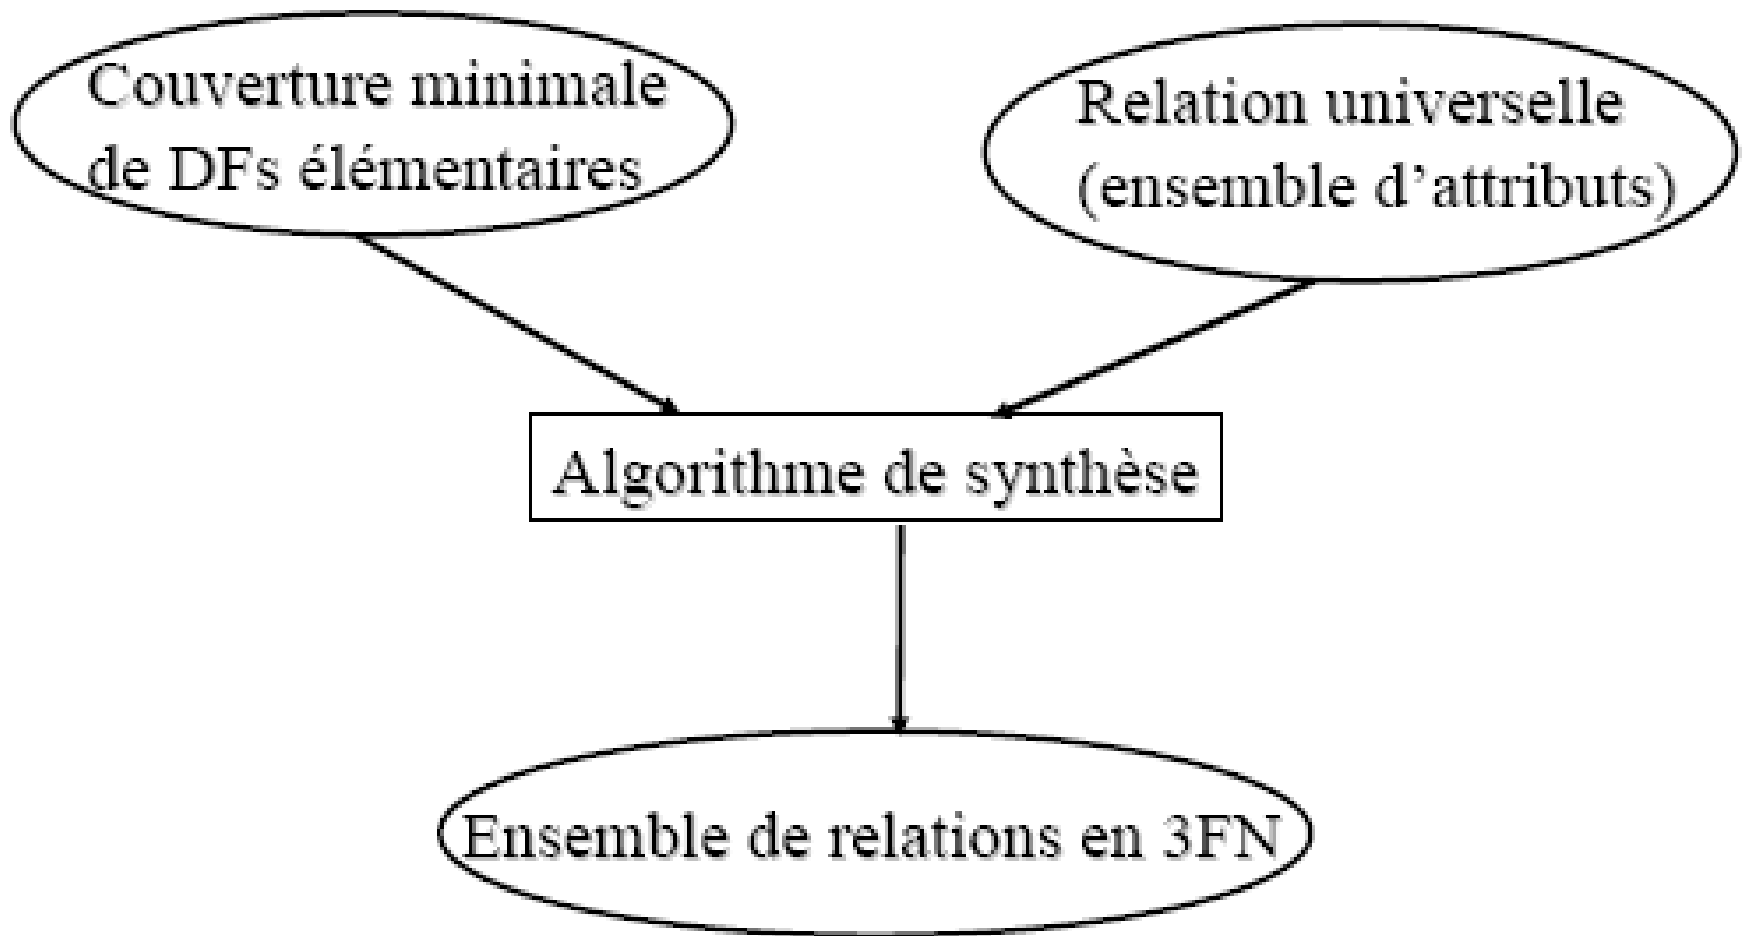 Couverture minimale
de DFs élémentaires
Relation universelle
(ensemble d’attributs)
Algorithme de synthèse
Ensemble de relations en 3FN